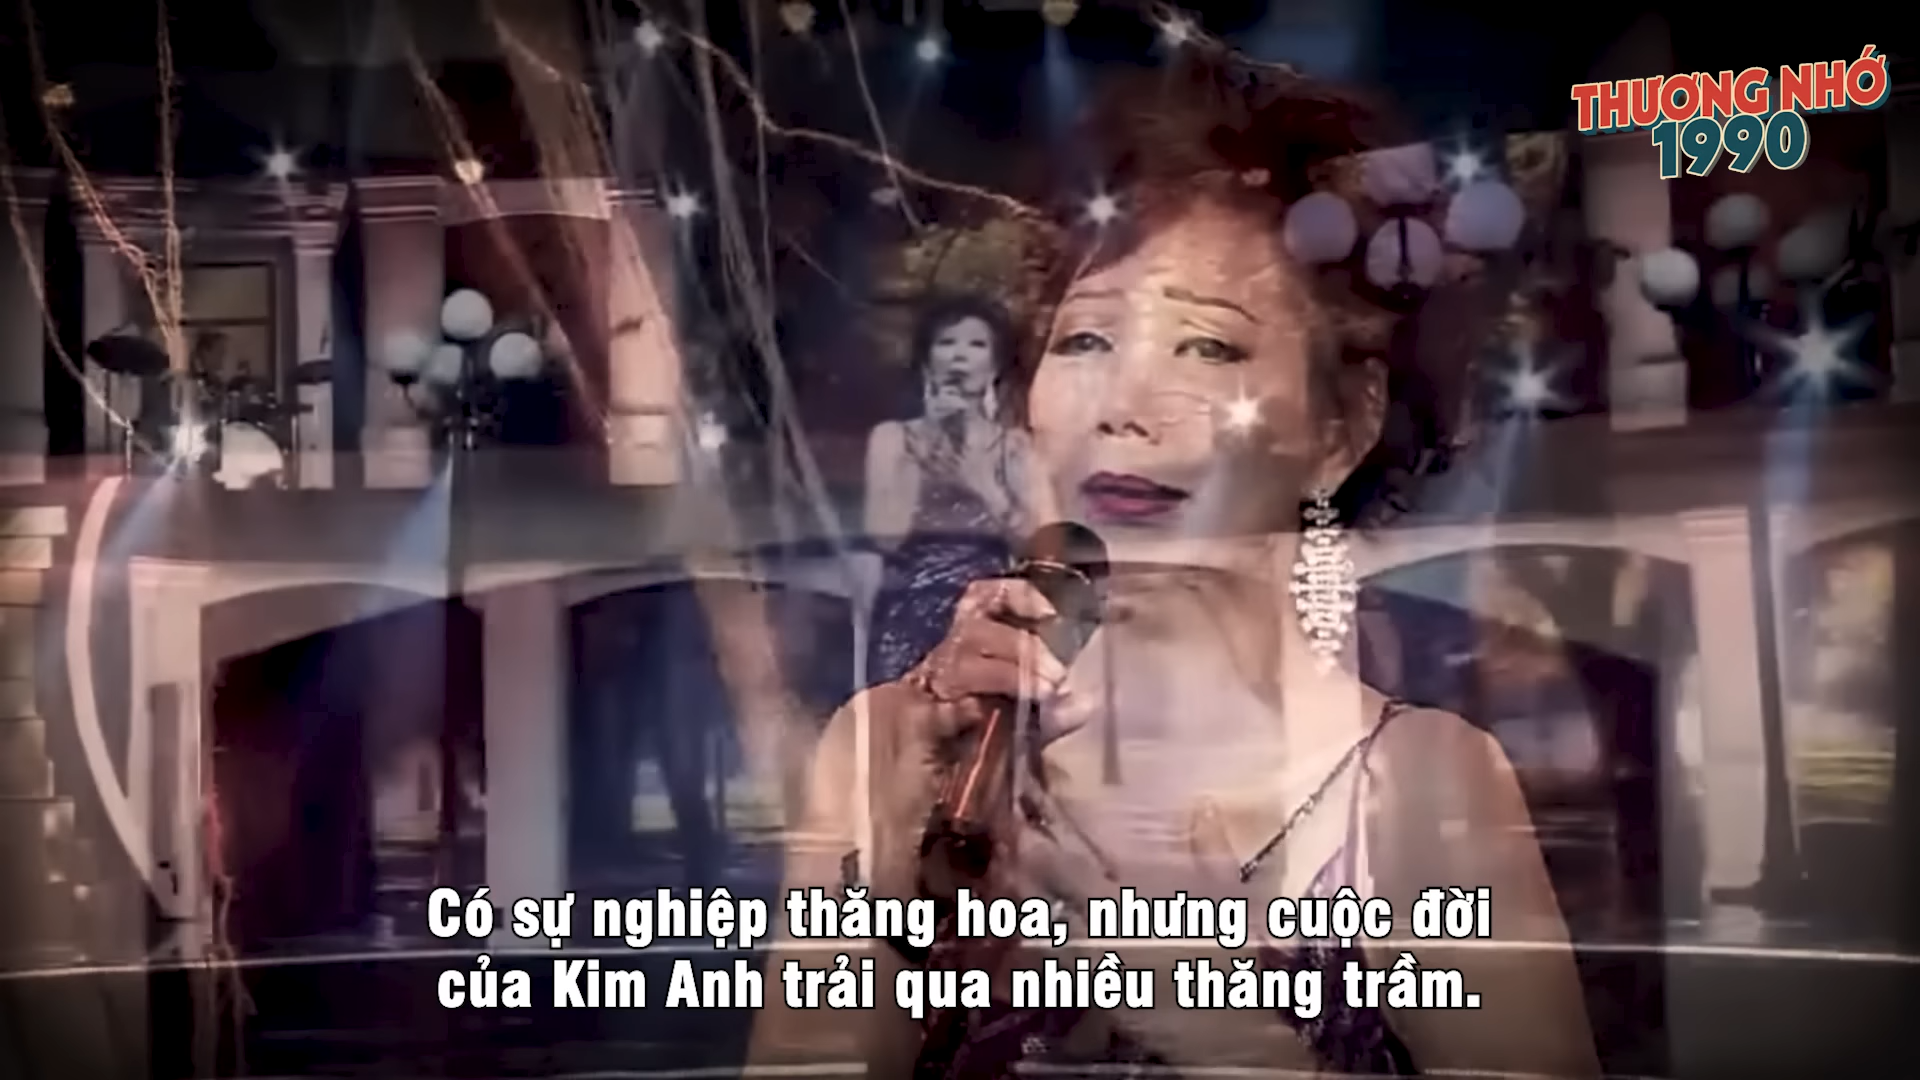 THƯƠNG NHỚ
1990
Có sự nghiệp thăng hoa, nhưng cuộc đời
của Kim Anh trải qua nhiều thăng trầm.